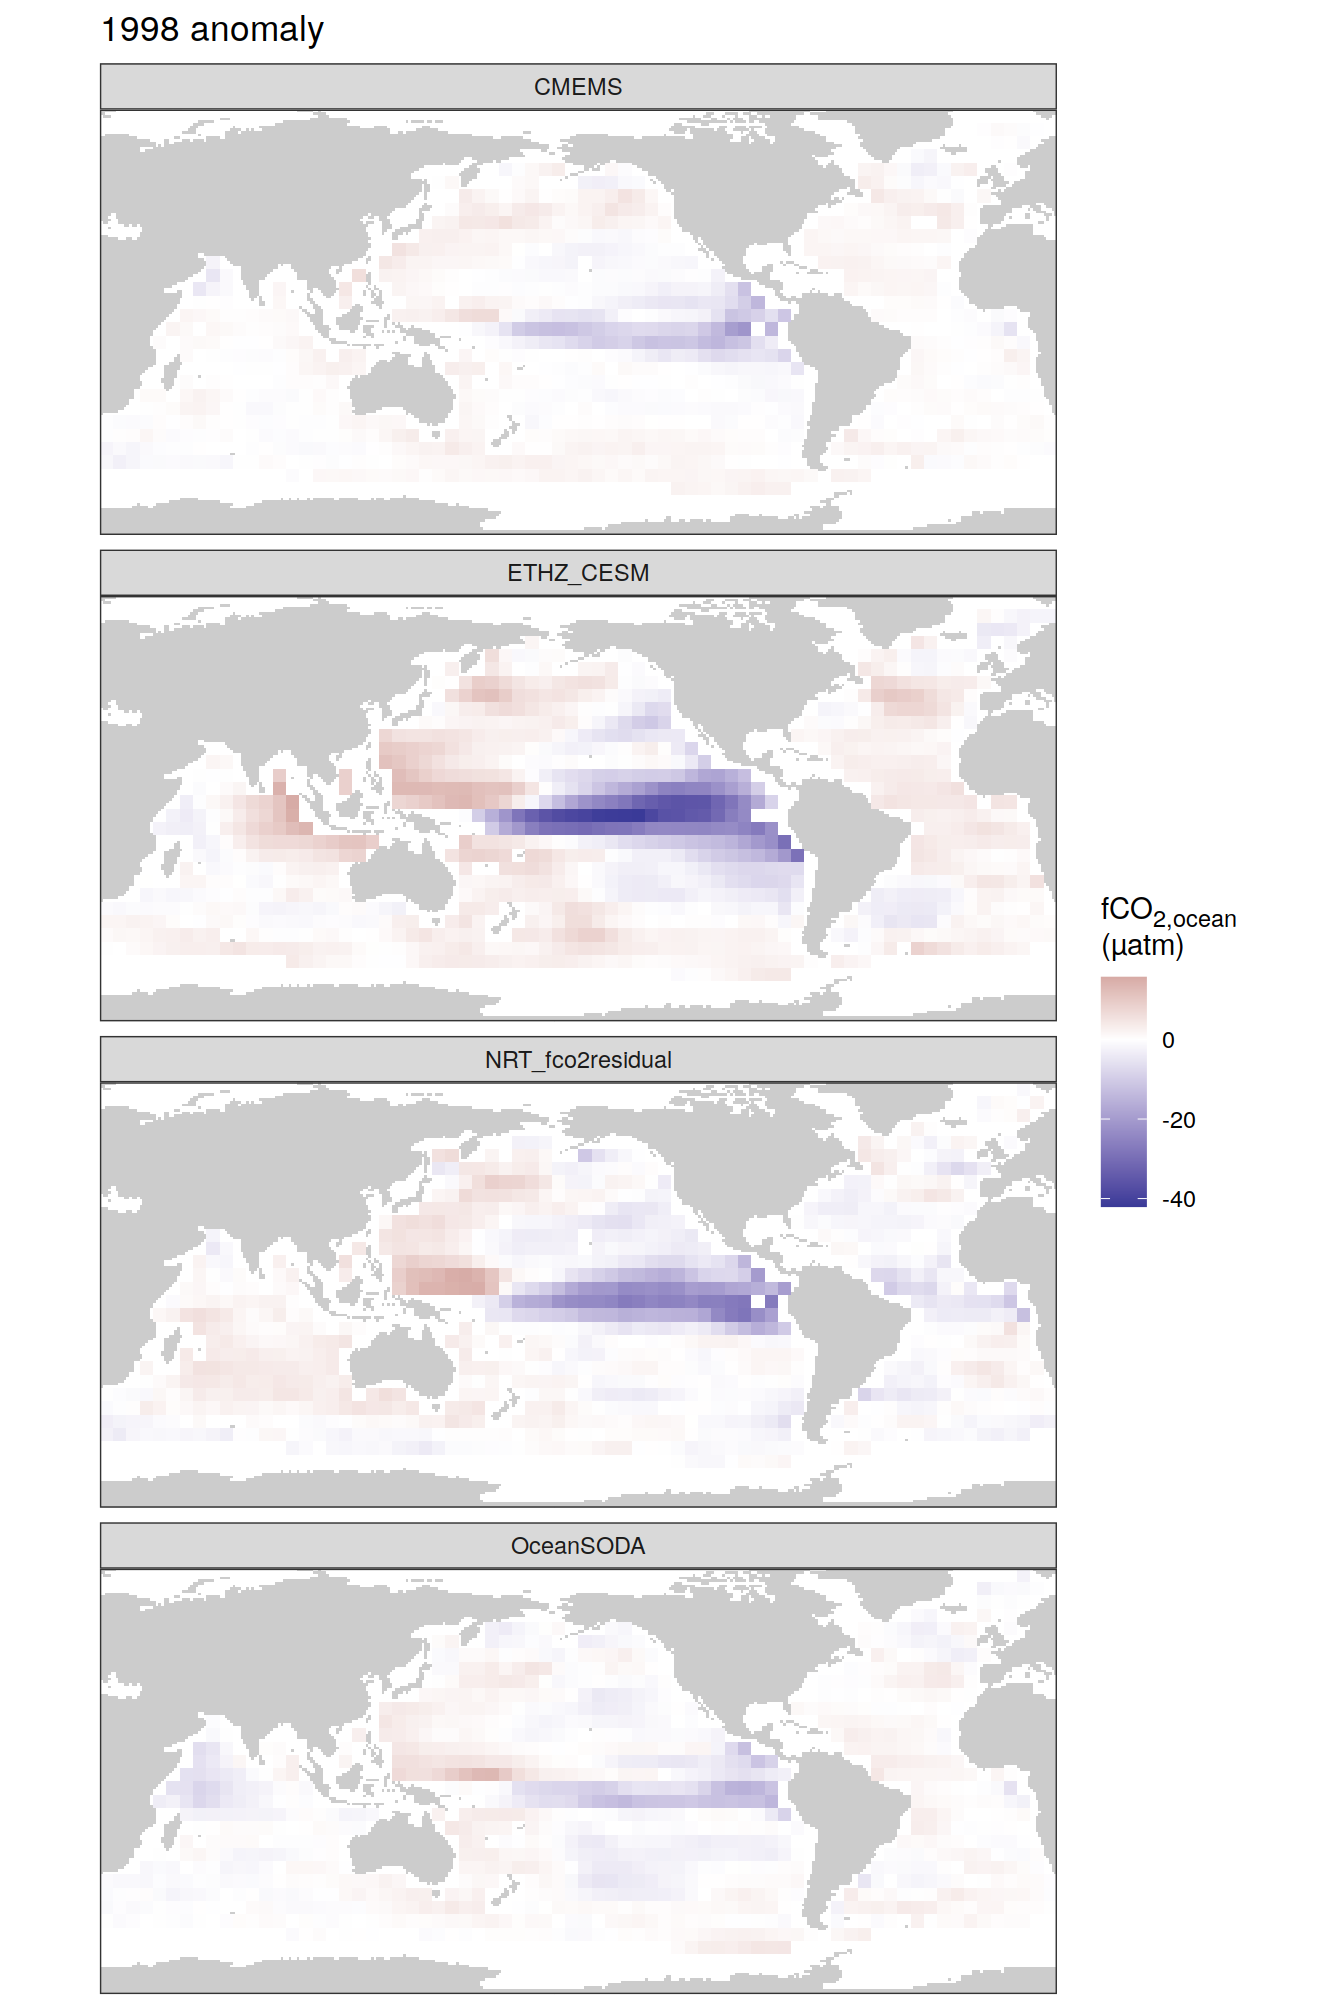 1998 anomaly
CMEMS
ETHZ_CESM
fCO2,ocean
(µatm)
0
-20
-40
NRT_fco2residual
OceanSODA